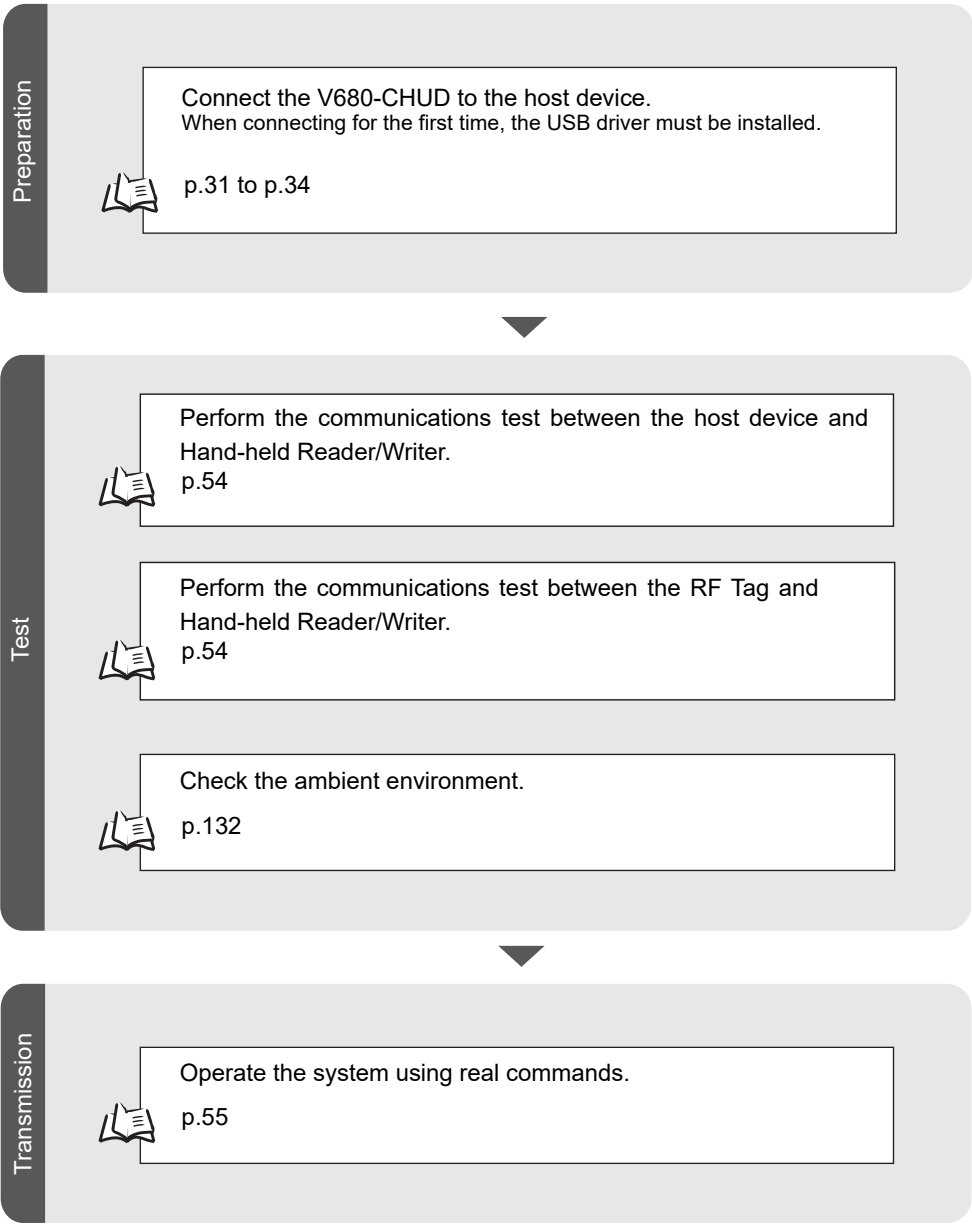 Preparation
Connect the V680-CHUD to the host device.
When connecting for the first time, the USB driver must be installed.
p.31 to p.34
Test
Perform the communications test between the host device and
Hand-held Reader/Writer.
p.54
Perform the communications test between the RF Tag and
Hand-held Reader/Writer.
p.54
Check the ambient environment.
p.132
Transmission
Operate the system using real commands.
p.55